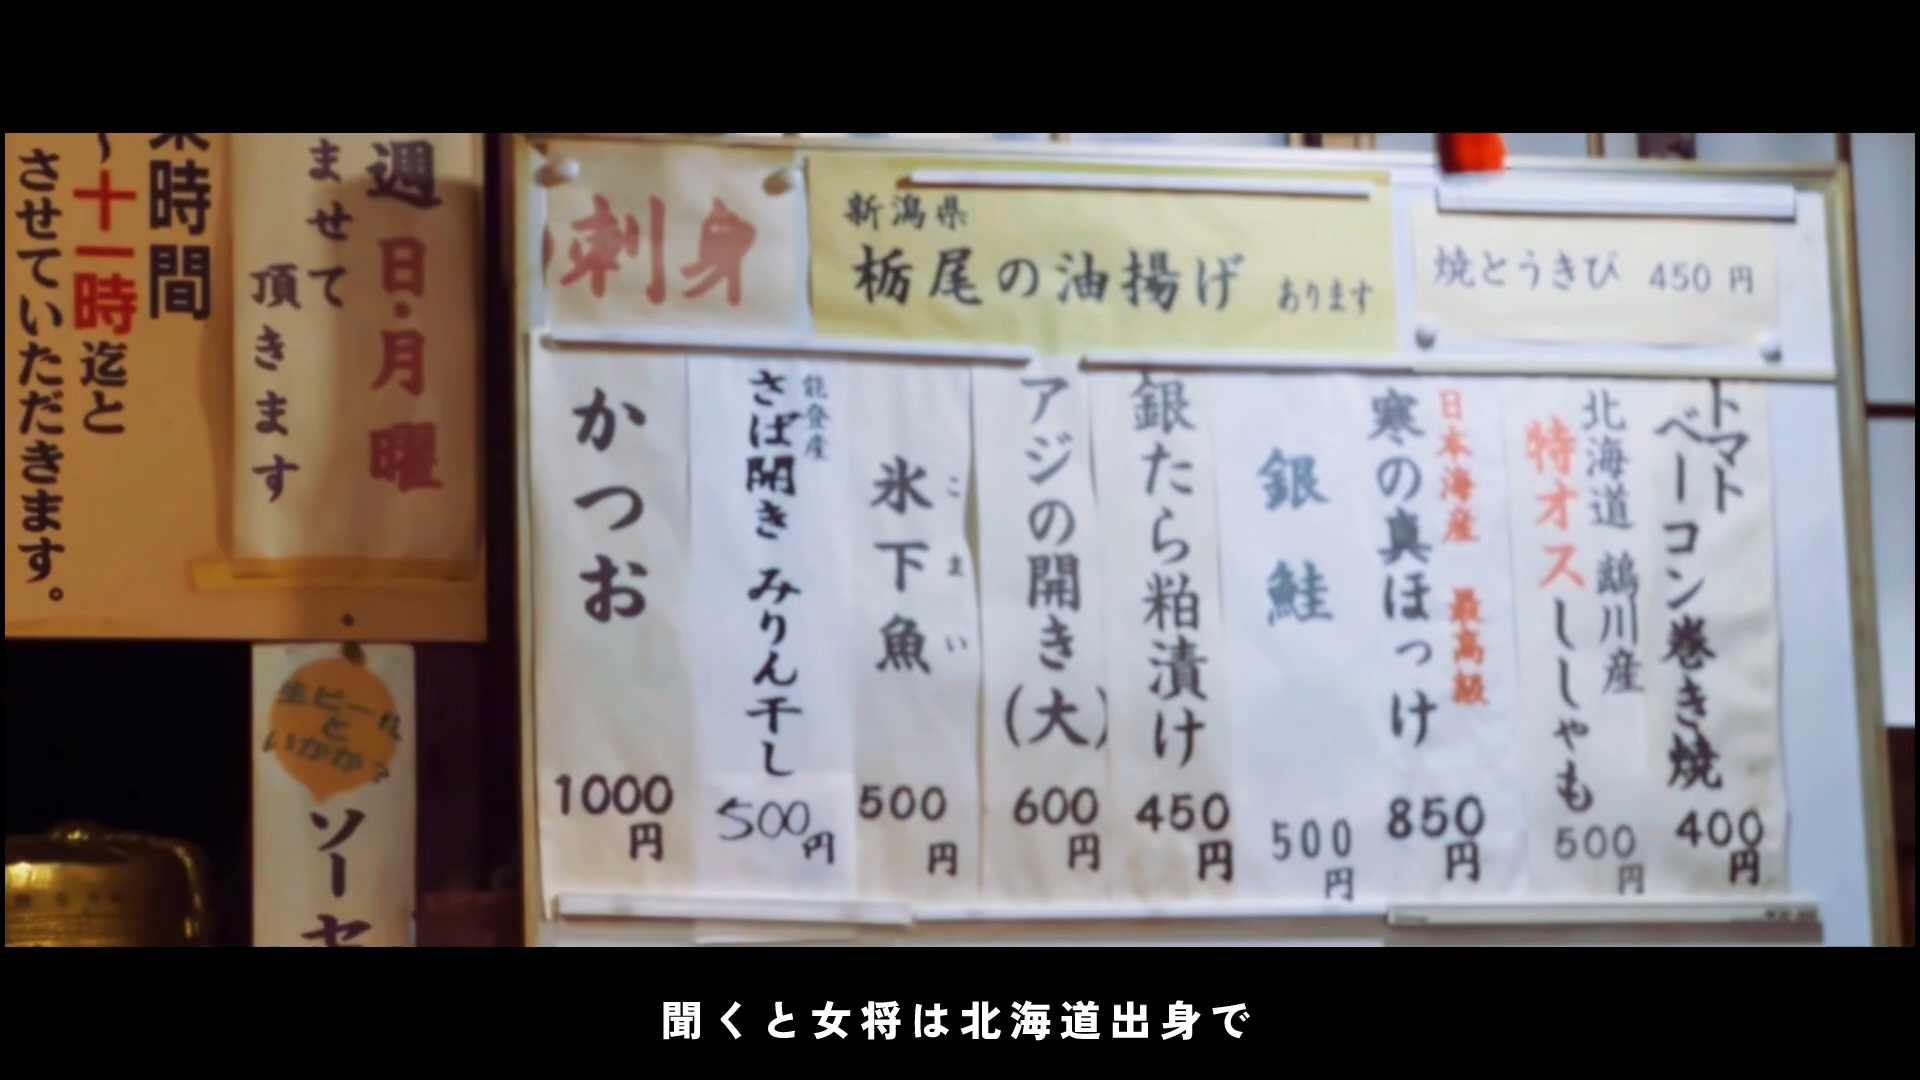 時間
十一時迄と
させていただきます。
週日・月曜
ませて
頂きます
生ビール
と
いかが？
ソーセ
刺身
新潟県
栃尾の油揚げ あります
焼とうきび 450円
トマト
ベーコン巻き焼
400円
北海道 鵡川産
特オスししゃも
500円
日本海産 最高級
寒の真ほっけ
850円
銀鮭
500円
銀たら粕漬け
450円
アジの開き(大)
600円
氷下魚
こまい
500円
能登産
さば開き みりん干し
500円
かつお
1000円
聞くと女将は北海道出身で